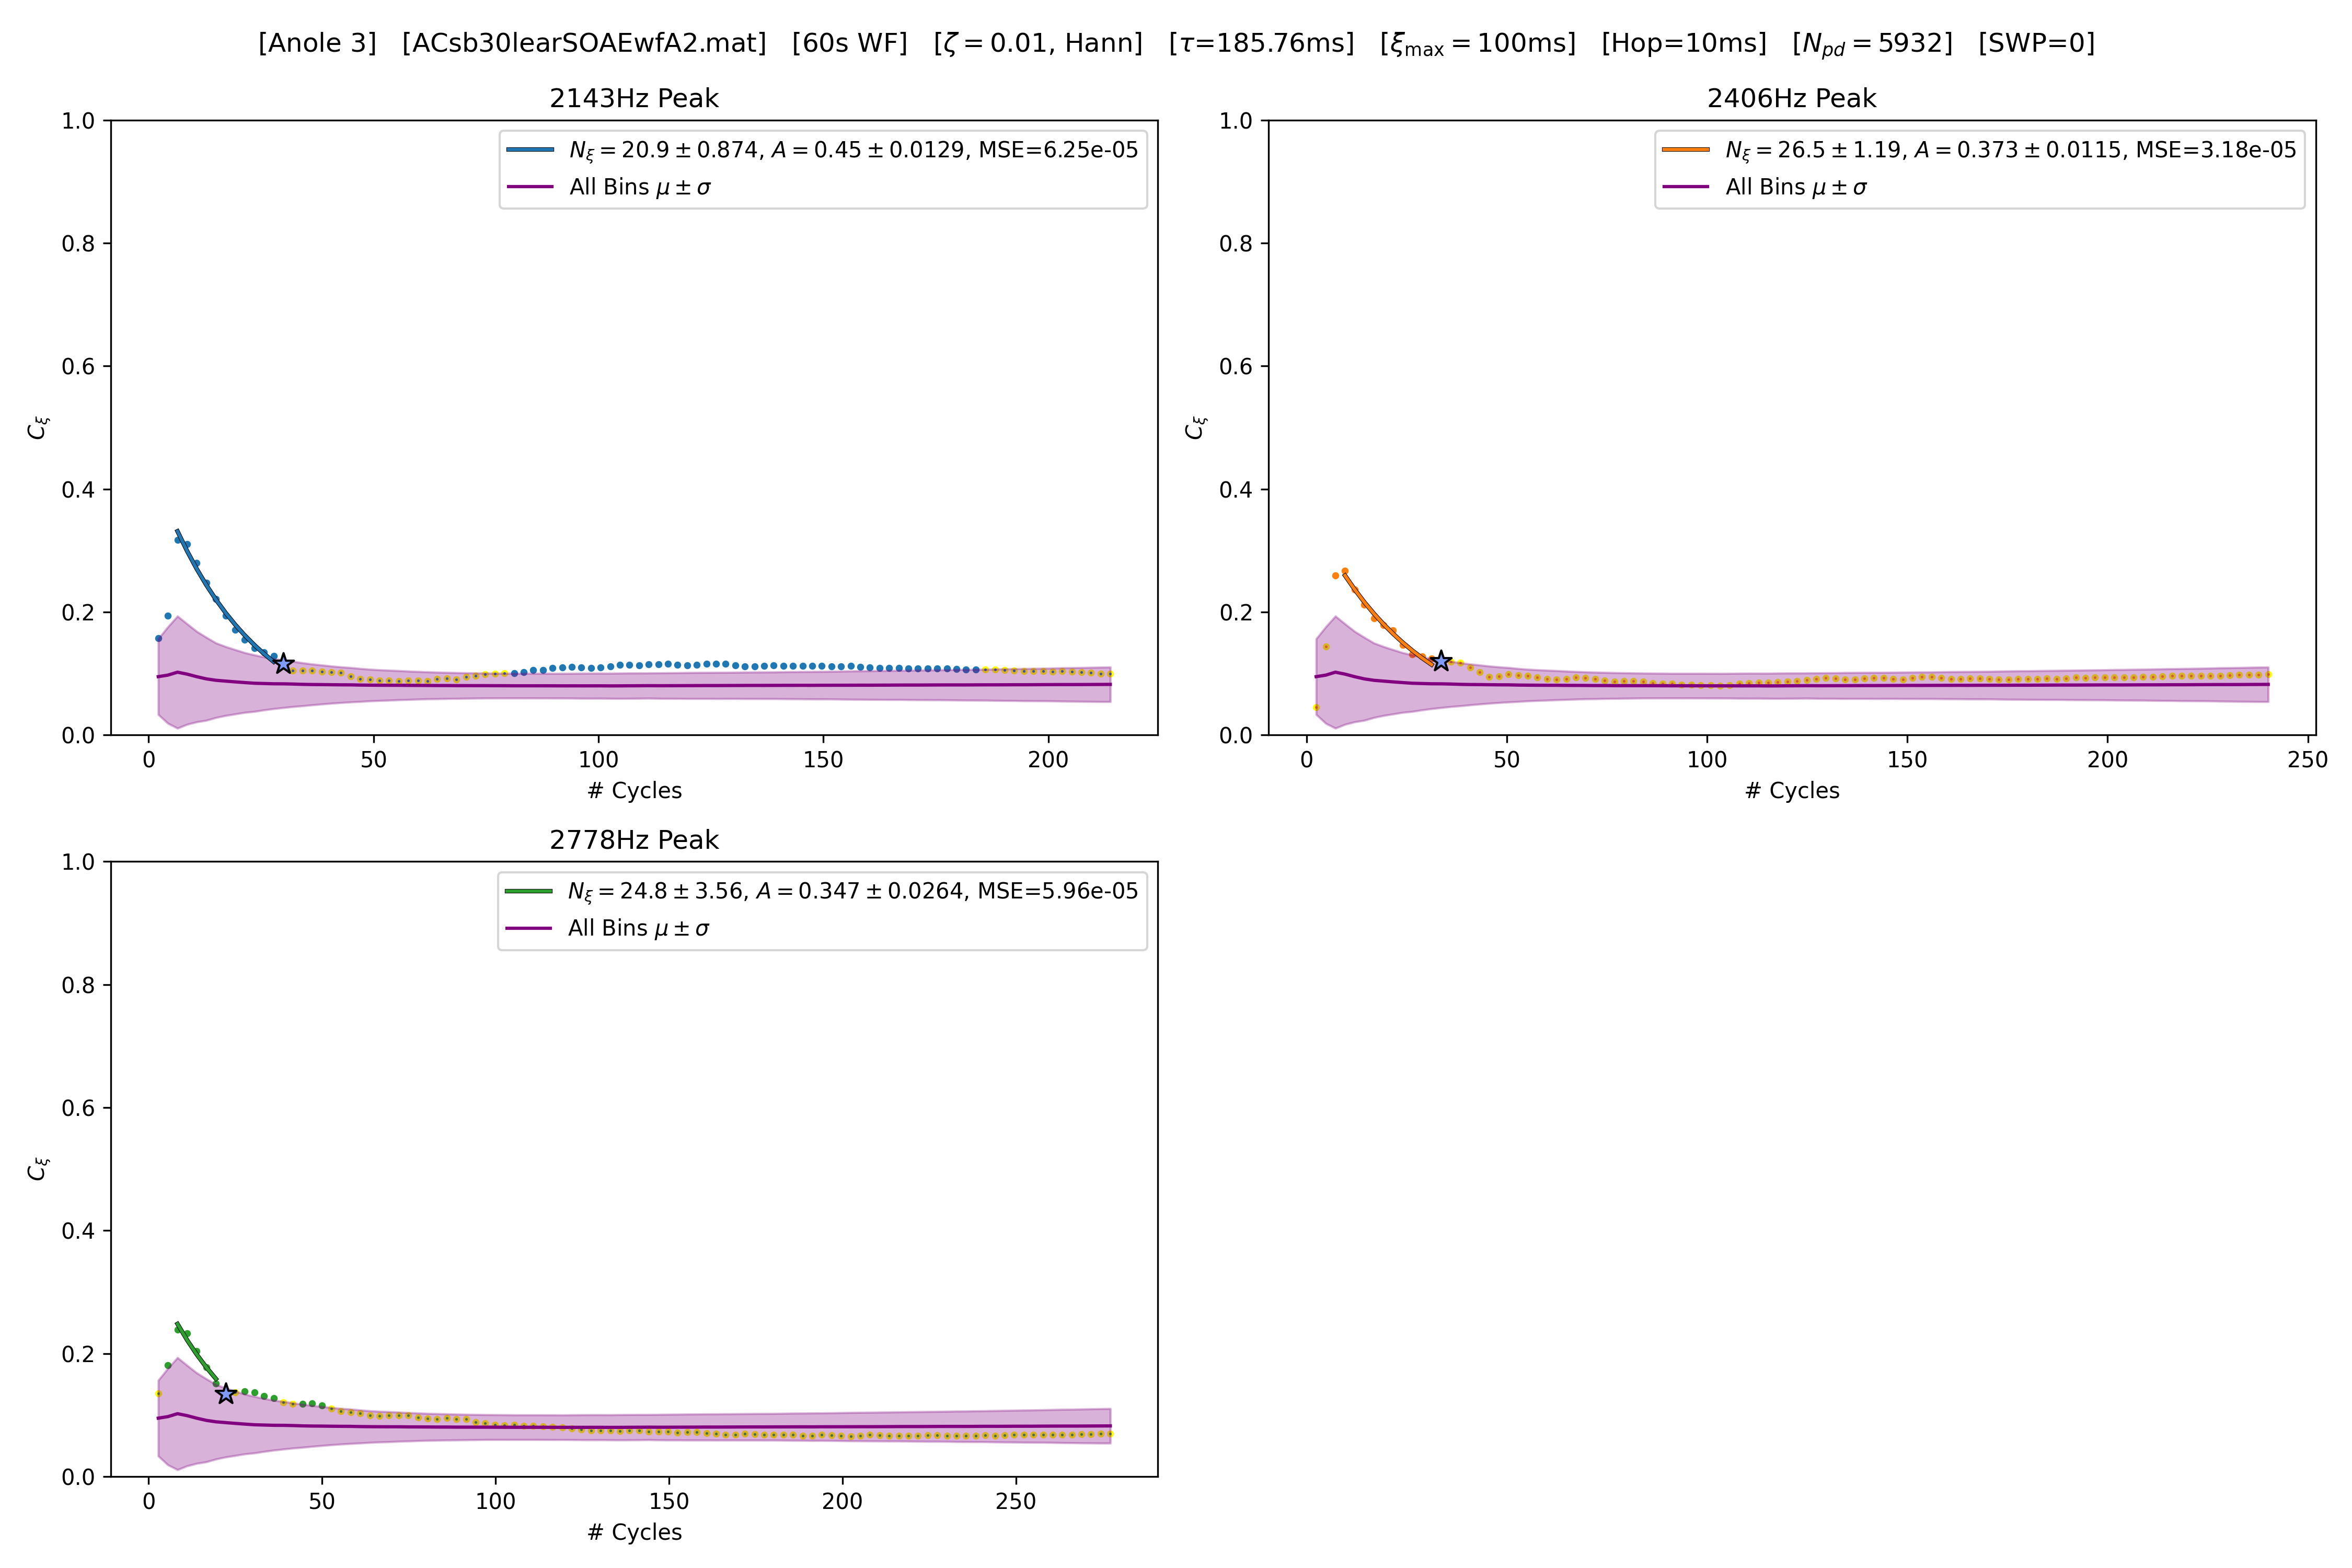 [Anole 3] [ACsb30learSOAEwfA2.mat] [60s WF] [ζ = 0.01, Hann] [τ=185.76ms] [ξmax = 100ms] [Hop=10ms] [Npd = 5932] [SWP=0]
2143Hz Peak
Nξ = 20.9 ± 0.874, A = 0.45 ± 0.0129, MSE=6.25e-05
All Bins μ ± σ
1.0
0.8
0.6
0.4
0.2
0.0
Cξ
0 50 100 150 200
# Cycles
2406Hz Peak
Nξ = 26.5 ± 1.19, A = 0.373 ± 0.0115, MSE=3.18e-05
All Bins μ ± σ
1.0
0.8
0.6
0.4
0.2
0.0
Cξ
0 50 100 150 200 250
# Cycles
2778Hz Peak
Nξ = 24.8 ± 3.56, A = 0.347 ± 0.0264, MSE=5.96e-05
All Bins μ ± σ
1.0
0.8
0.6
0.4
0.2
0.0
Cξ
0 50 100 150 200 250
# Cycles